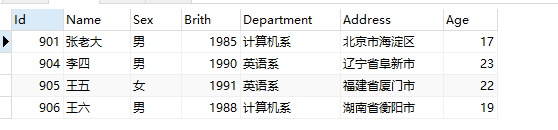 Id Name Sex Brith Department Address Age
901 张老大 男 1985 计算机系 北京市海淀区 17
904 李四 男 1990 英语系 辽宁省阜新市 23
905 王五 女 1991 英语系 福建省厦门市 22
906 王六 男 1988 计算机系 湖南省衡阳市 19